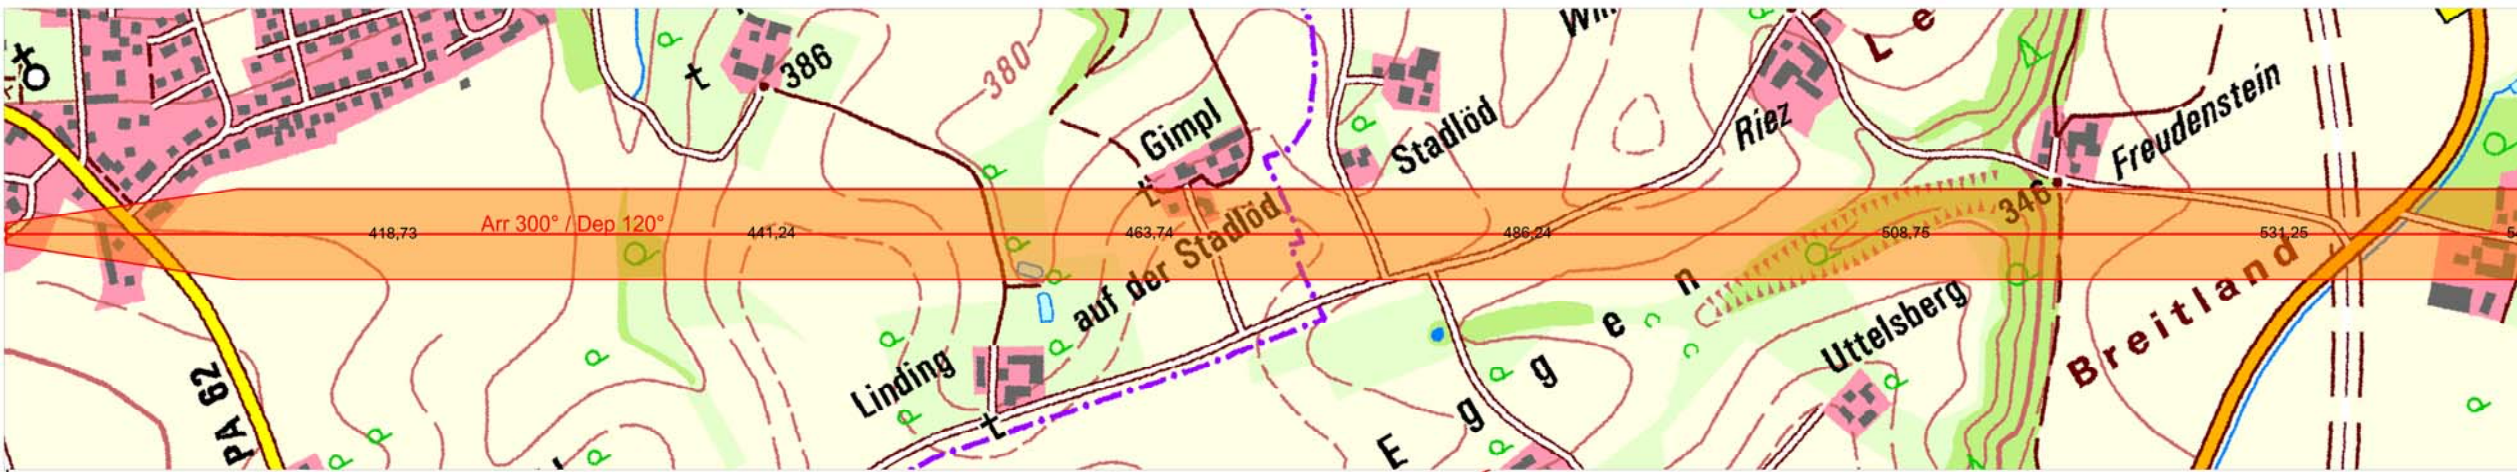 386
380
Gimpl
Stadlöd
Riez
L e
Freudenstein
346
Arr 300° / Dep 120°
418,73
441,24
463,74
486,24
508,75
531,25
auf der Stadlöd
Linding
PA 62
E g g e n
Uttelsberg
Breitland